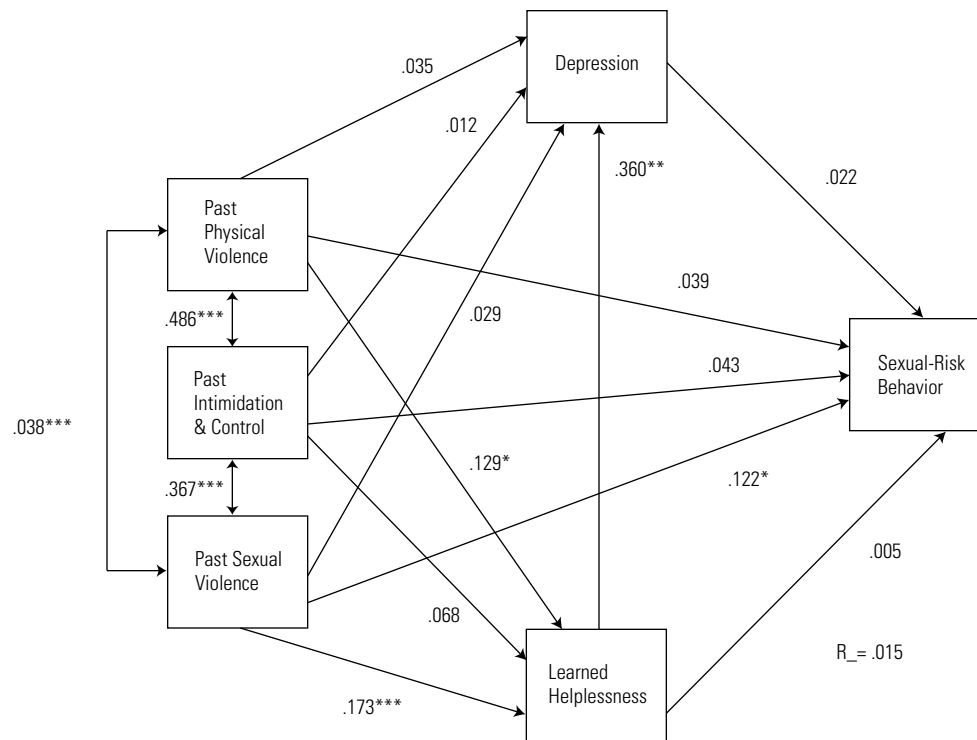 Depression
.035
.012
.360**
.022
Past
Physical
Violence
.039
.029
.486***
Sexual-Risk
Behavior
.043
Past
Intimidation
& Control
.038***
.129*
.122*
.367***
Past Sexual
Violence
.005
.068
Learned
Helplessness
R_= .015
.173***